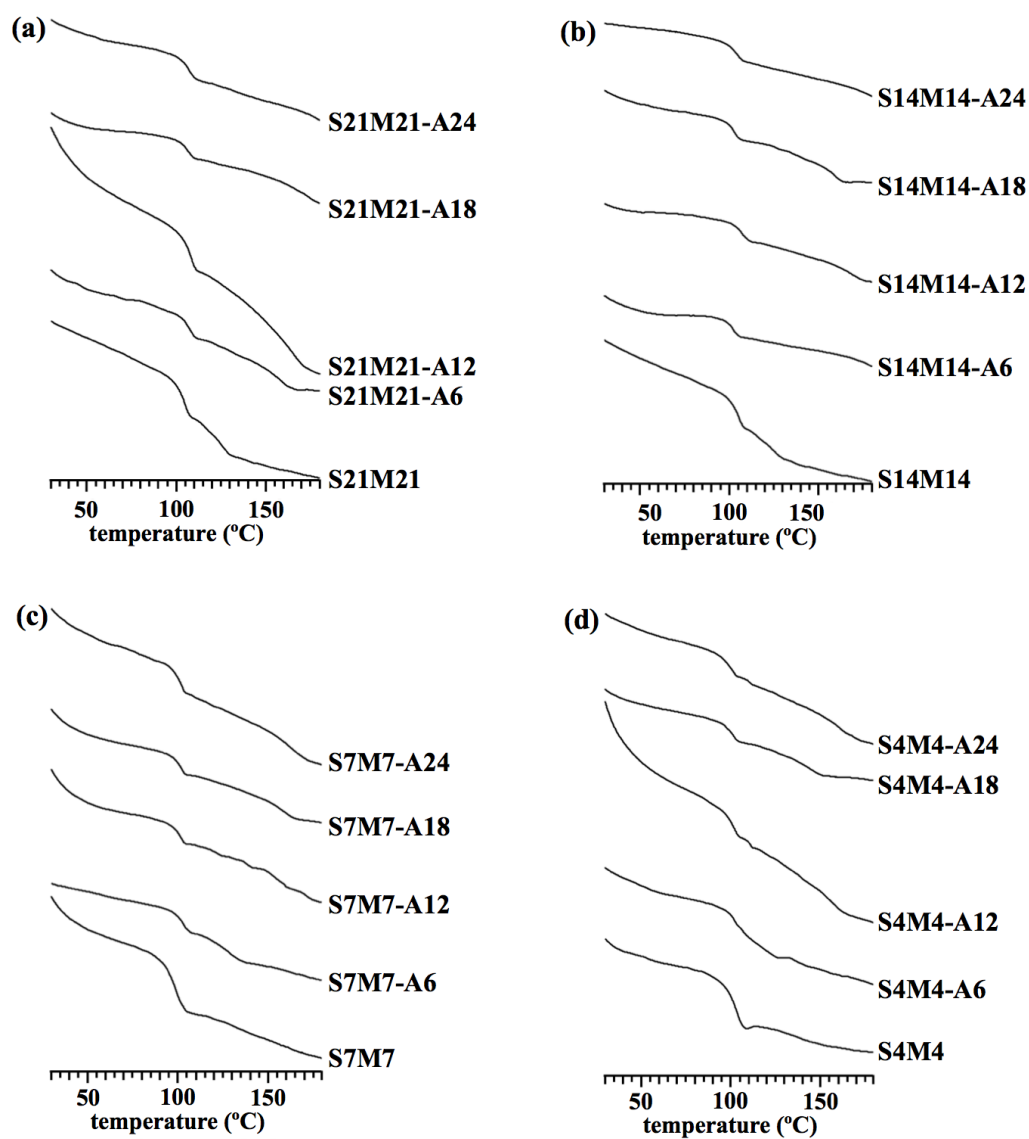 (a)
S21M21-A24
S21M21-A18
S21M21-A12
S21M21-A6
S21M21
50 100 150
temperature (ºC)
(b)
S14M14-A24
S14M14-A18
S14M14-A12
S14M14-A6
S14M14
50 100 150
temperature (ºC)
(c)
S7M7-A24
S7M7-A18
S7M7-A12
S7M7-A6
S7M7
50 100 150
temperature (ºC)
(d)
S4M4-A24
S4M4-A18
S4M4-A12
S4M4-A6
S4M4
50 100 150
temperature (ºC)